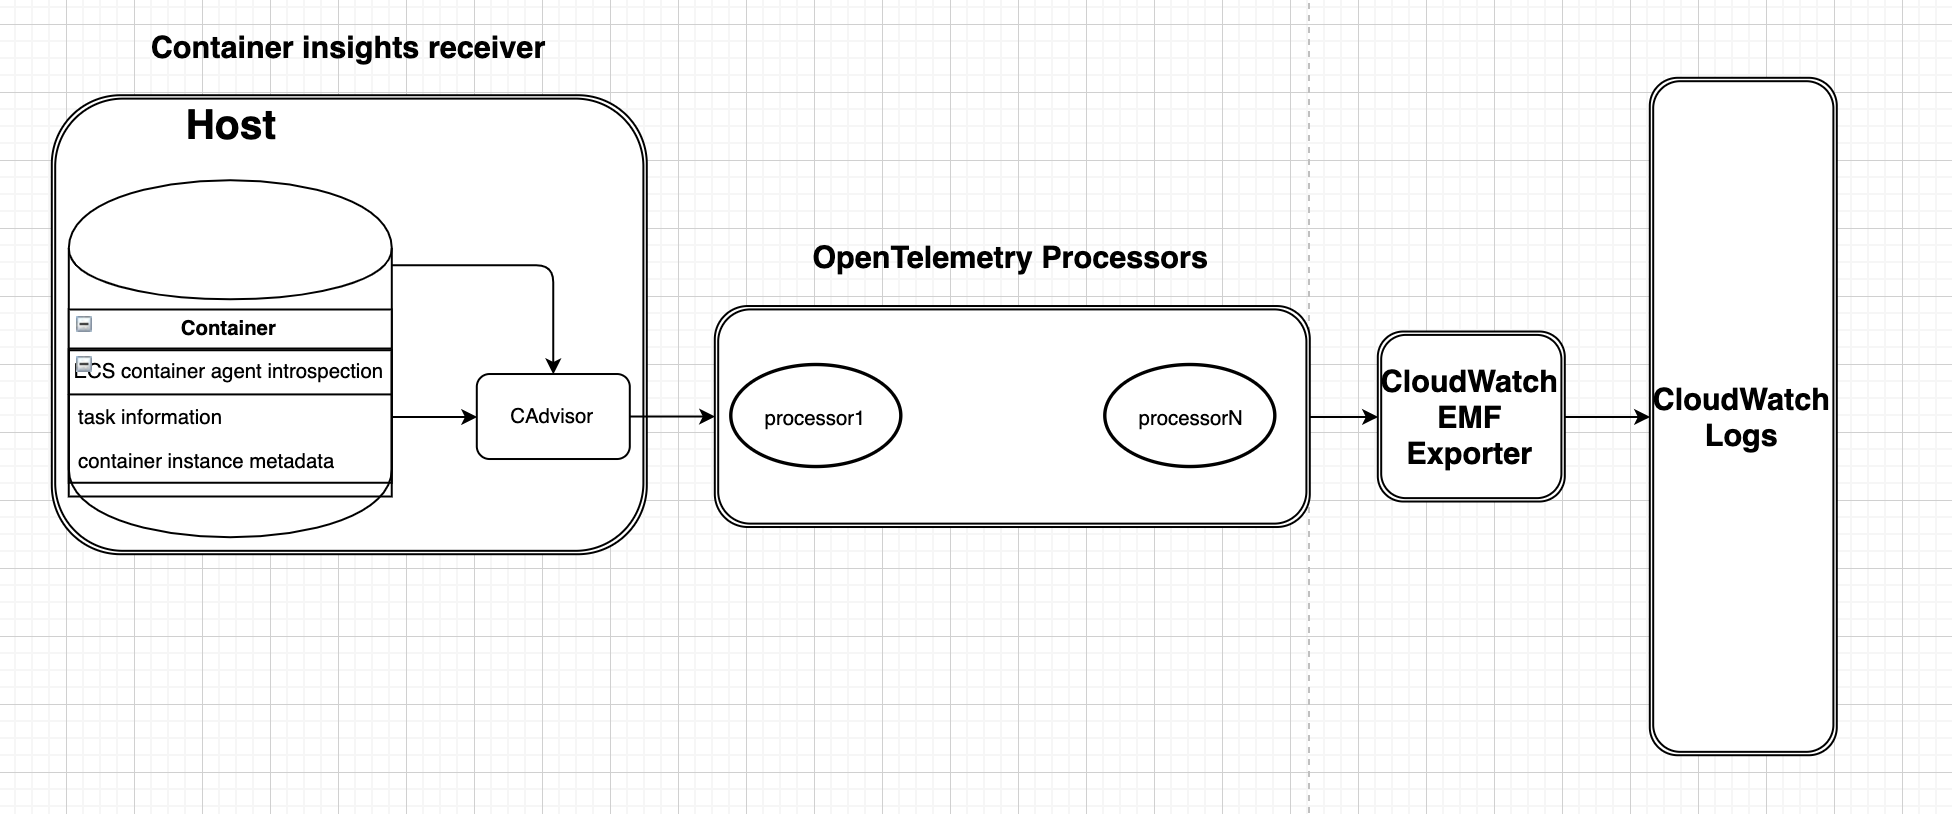 Container insights receiver
Host
Container
ECS container agent introspection
task information
container instance metadata
CAdvisor
OpenTelemetry Processors
processor1
processorN
CloudWatch
EMF
Exporter
CloudWatch
Logs